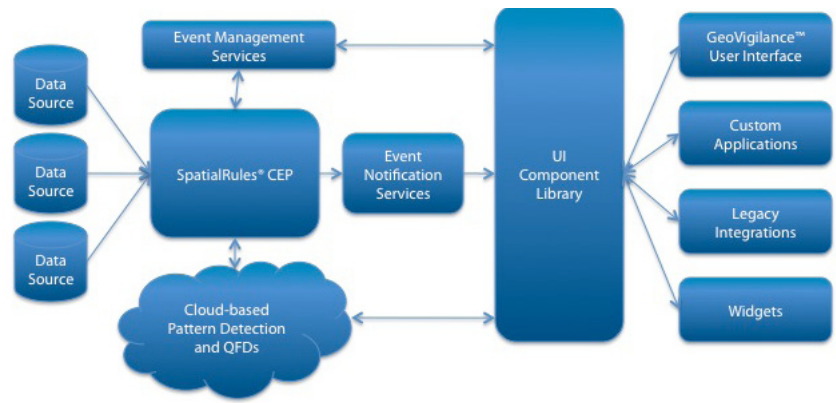 Event Management
Services
GeoVigilance™
User Interface
Data
Source
Data
Source
Data
Source
SpatialRules® CEP
Event
Notification
Services
UI
Component
Library
Custom
Applications
Legacy
Integrations
Widgets
Cloud-based
Pattern Detection
and QFDs